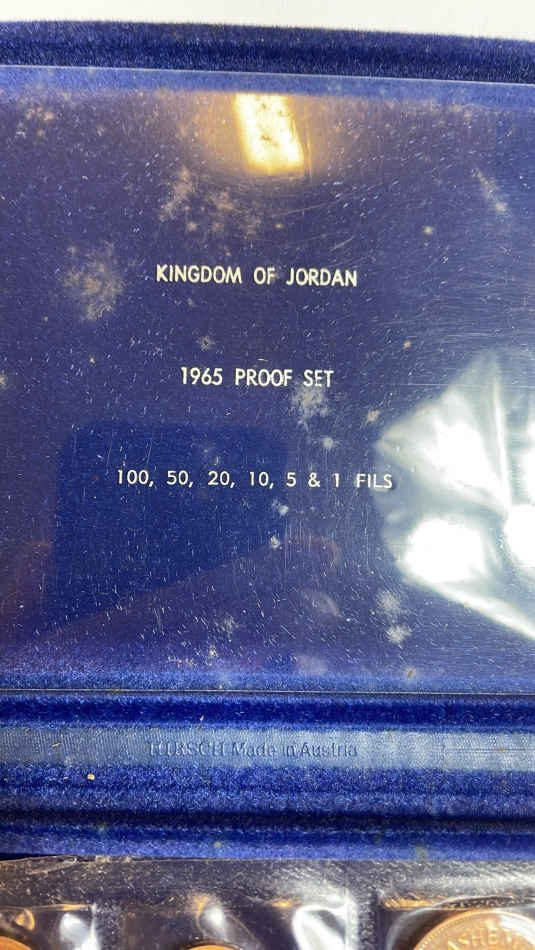 KINGDOM OF JORDAN
1965 PROOF SET
100, 50, 20, 10, 5 & 1 FILS
HIRSCH Made in Austria